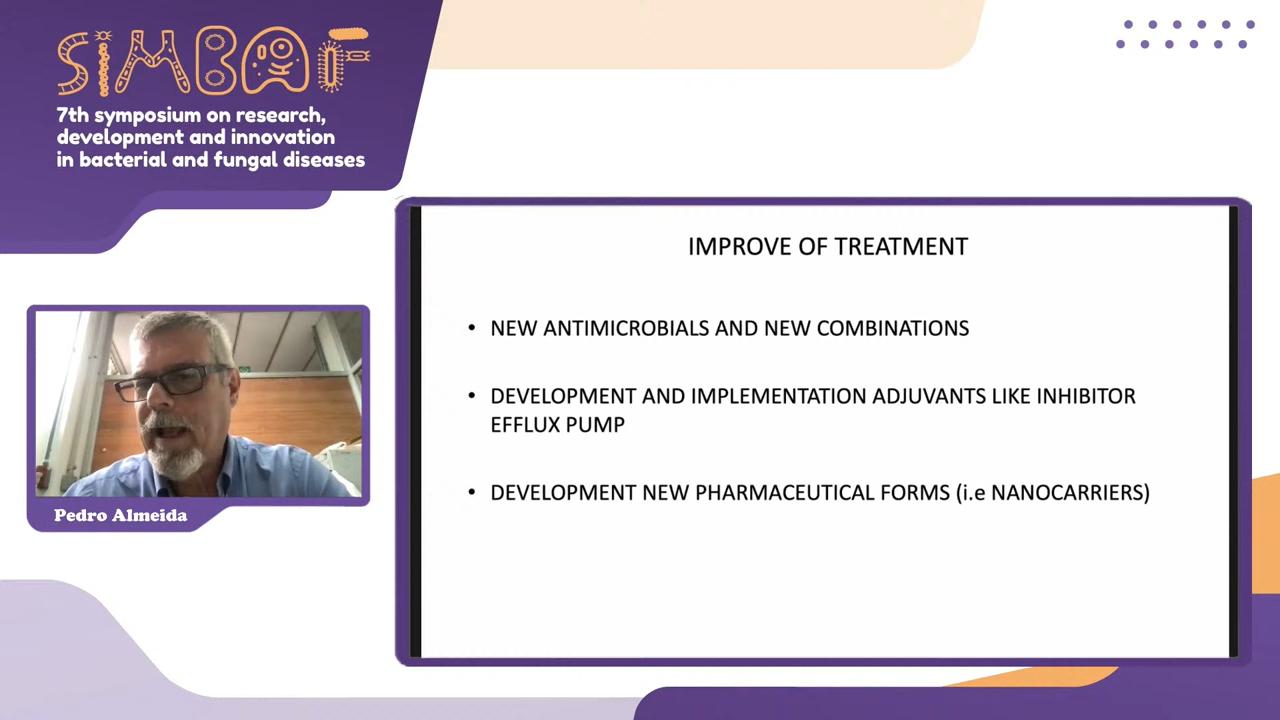 SIMBAF
7th symposium on research,
development and innovation
in bacterial and fungal diseases
IMPROVE OF TREATMENT
• NEW ANTIMICROBIALS AND NEW COMBINATIONS
• DEVELOPMENT AND IMPLEMENTATION ADJUVANTS LIKE INHIBITOR
EFFLUX PUMP
• DEVELOPMENT NEW PHARMACEUTICAL FORMS (i.e NANOCARRIERS)
Pedro Almeida